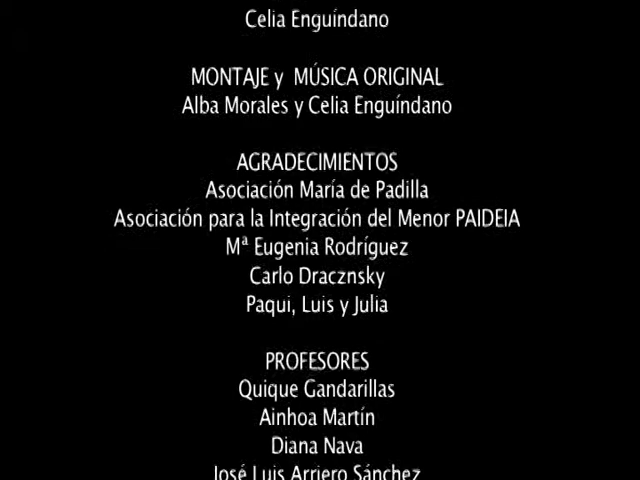 Celia Enguíndano
MONTAJE y MÚSICA ORIGINAL
Alba Morales y Celia Enguíndano
AGRADECIMIENTOS
Asociación María de Padilla
Asociación para la Integración del Menor PAIDEIA
Mª Eugenia Rodríguez
Carlo Dracznsky
Paqui, Luis y Julia
PROFESORES
Quique Gandarillas
Ainhoa Martín
Diana Nava
José Luis Arriero Sánchez